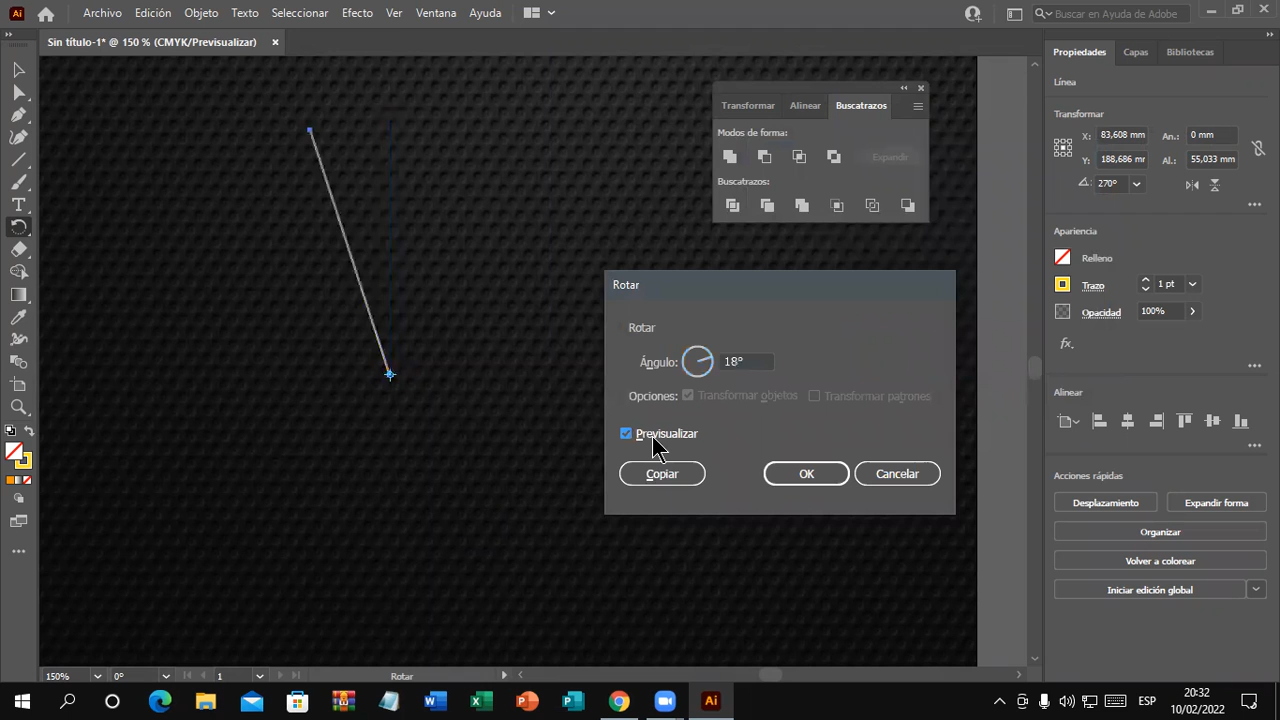 Ai
Archivo Edición Objeto Texto Seleccionar Efecto Ver Ventana Ayuda
Buscar en Ayuda de Adobe
Sin título-1* @ 150 % (CMYK/Previsualizar)
Transformar Alinear Buscatrazos
Modos de forma:
Expandir
Buscatrazos:
Rotar
Rotar
Ángulo: 18°
Opciones: Transformar objetos Transformar patrones
Previsualizar
Copiar OK Cancelar
Propiedades Capas Bibliotecas
Línea
Transformar
X: 83,608 mm An.: 0 mm
Y: 188,686 mm Al.: 55,033 mm
270°
Apariencia
Relleno
Trazo 1 pt
Opacidad 100%
fx.
Alinear
Acciones rápidas
Desplazamiento Expandir forma
Organizar
Volver a colorear
Iniciar edición global
150% 0° 1 Rotar
Ai
ESP
20:32
10/02/2022